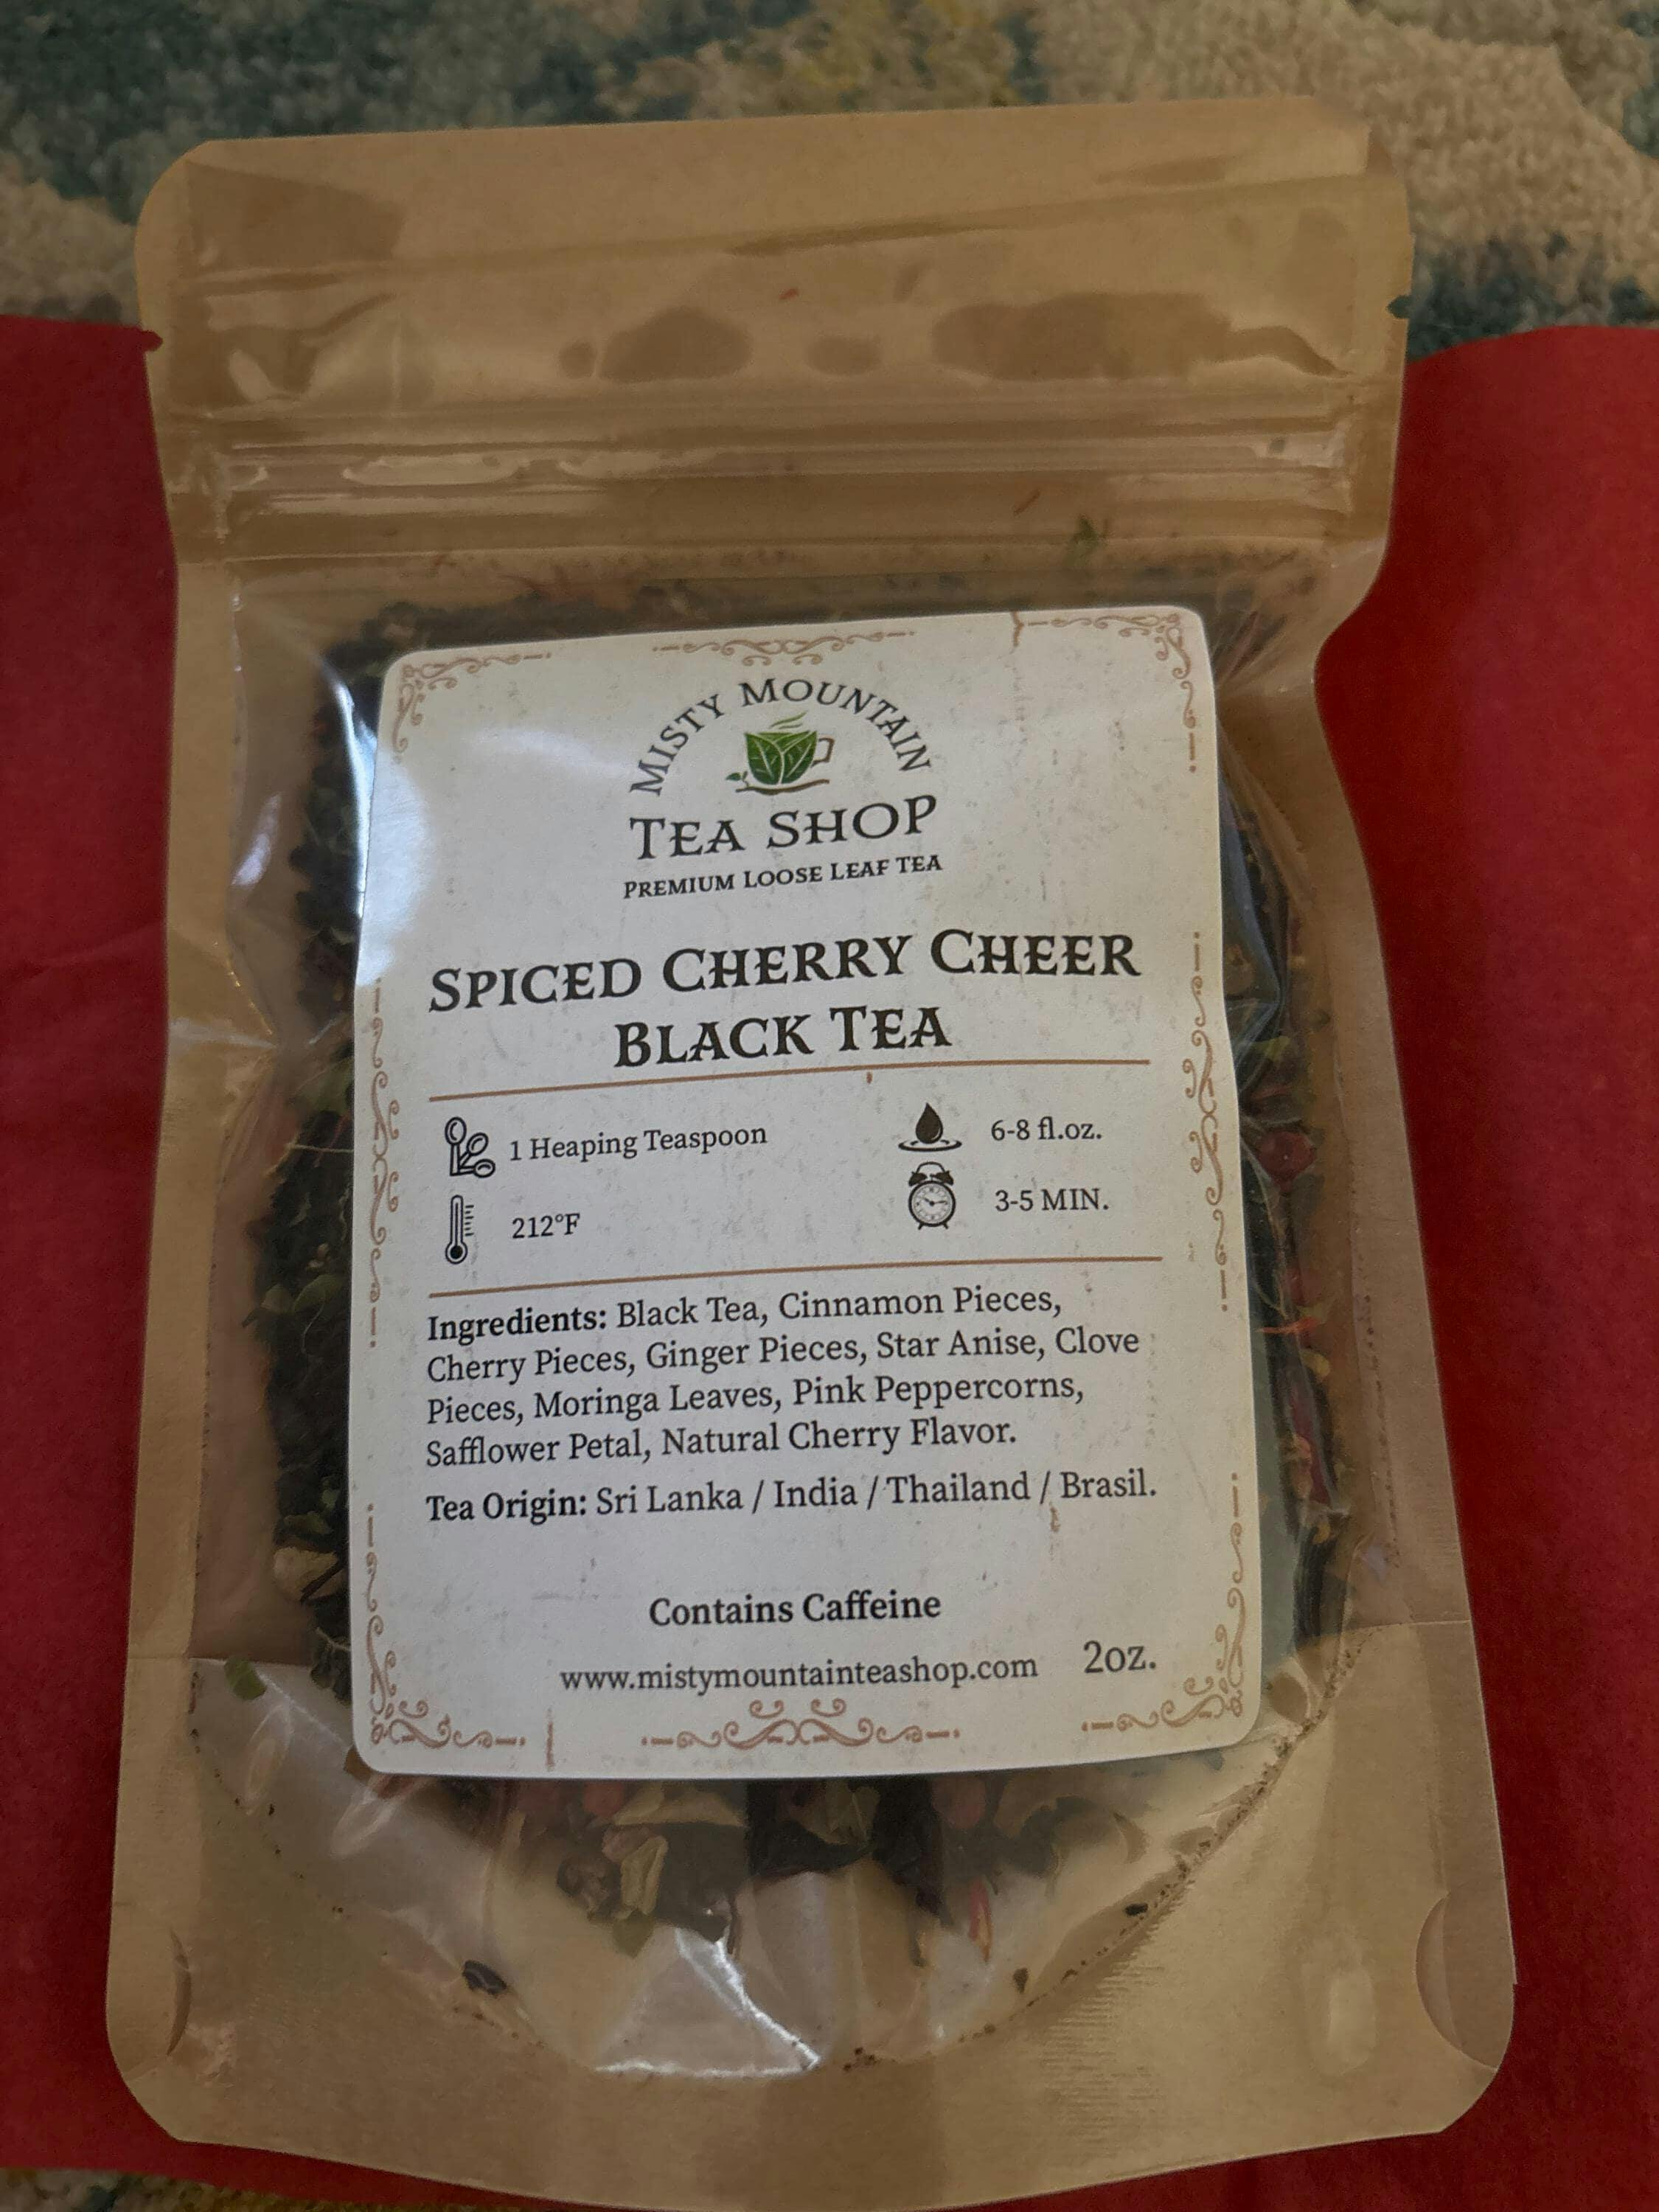 MISTY MOUNTAIN
TEA SHOP
PREMIUM LOOSE LEAF TEA
SPICED CHERRY CHEER
BLACK TEA
1 Heaping Teaspoon
6-8 fl.oz.
212°F
3-5 MIN.
Ingredients: Black Tea, Cinnamon Pieces,
Cherry Pieces, Ginger Pieces, Star Anise, Clove
Pieces, Moringa Leaves, Pink Peppercorns,
Safflower Petal, Natural Cherry Flavor.
Tea Origin: Sri Lanka / India / Thailand / Brasil.
Contains Caffeine
www.mistymountainteashop.com 2oz.